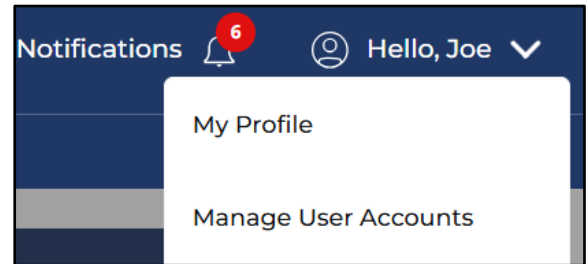 Notifications 6 Hello, Joe
My Profile
Manage User Accounts